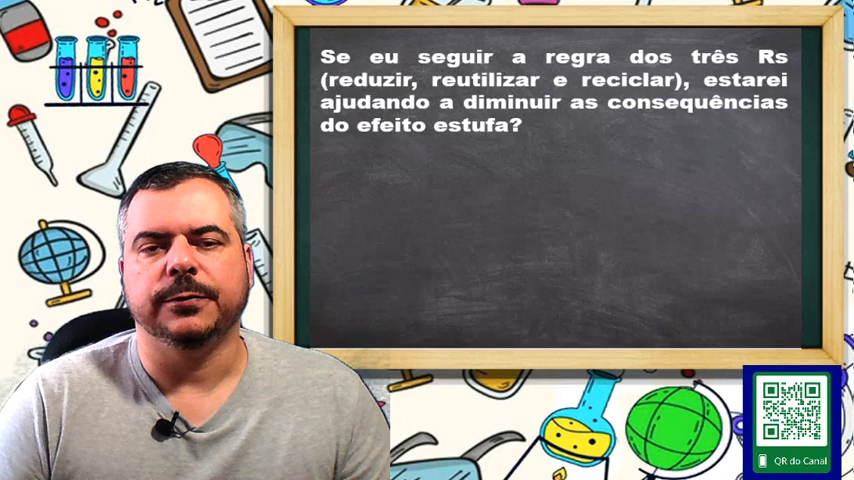 Se eu seguir a regra dos três Rs
(reduzir, reutilizar e reciclar), estarei
ajudando a diminuir as consequências
do efeito estufa?
QR do Canal